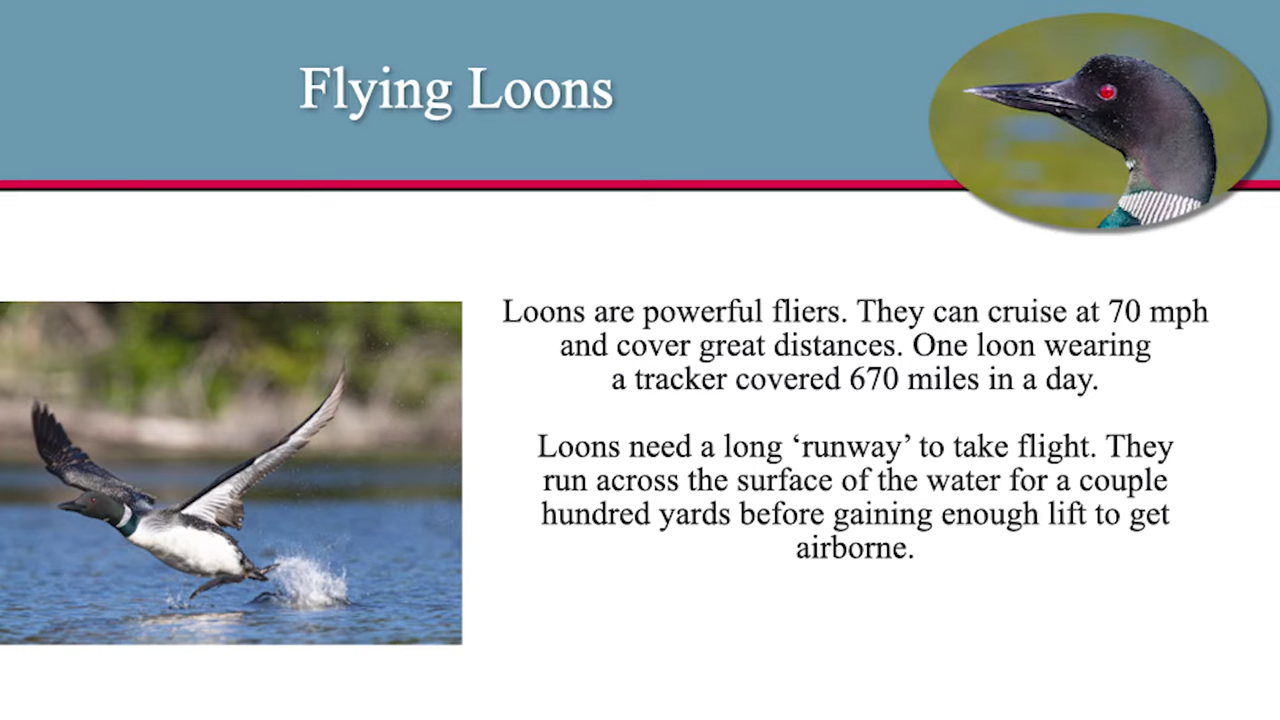 Flying Loons
Loons are powerful fliers. They can cruise at 70 mph
and cover great distances. One loon wearing
a tracker covered 670 miles in a day.
Loons need a long ‘runway’ to take flight. They
run across the surface of the water for a couple
hundred yards before gaining enough lift to get
airborne.